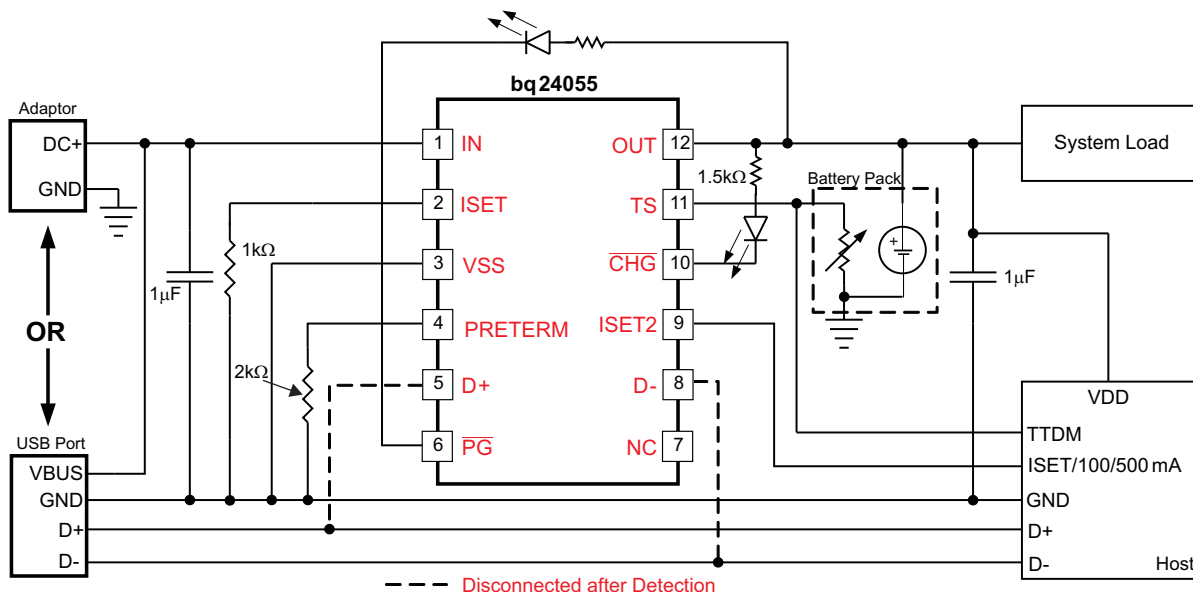 bq24055
Adaptor
DC+
GND
1
IN
2
ISET
3
VSS
4
PRETERM
5
D+
6
PG
12
OUT
11
TS
10
CHG
9
ISET2
8
D-
7
NC
1kΩ
1μF
2kΩ
OR
1.5kΩ
Battery Pack
+
1μF
System Load
USB Port
VBUS
GND
D+
D-
VDD
TTDM
ISET/100/500 mA
GND
D+
D-
Host
Disconnected after Detection